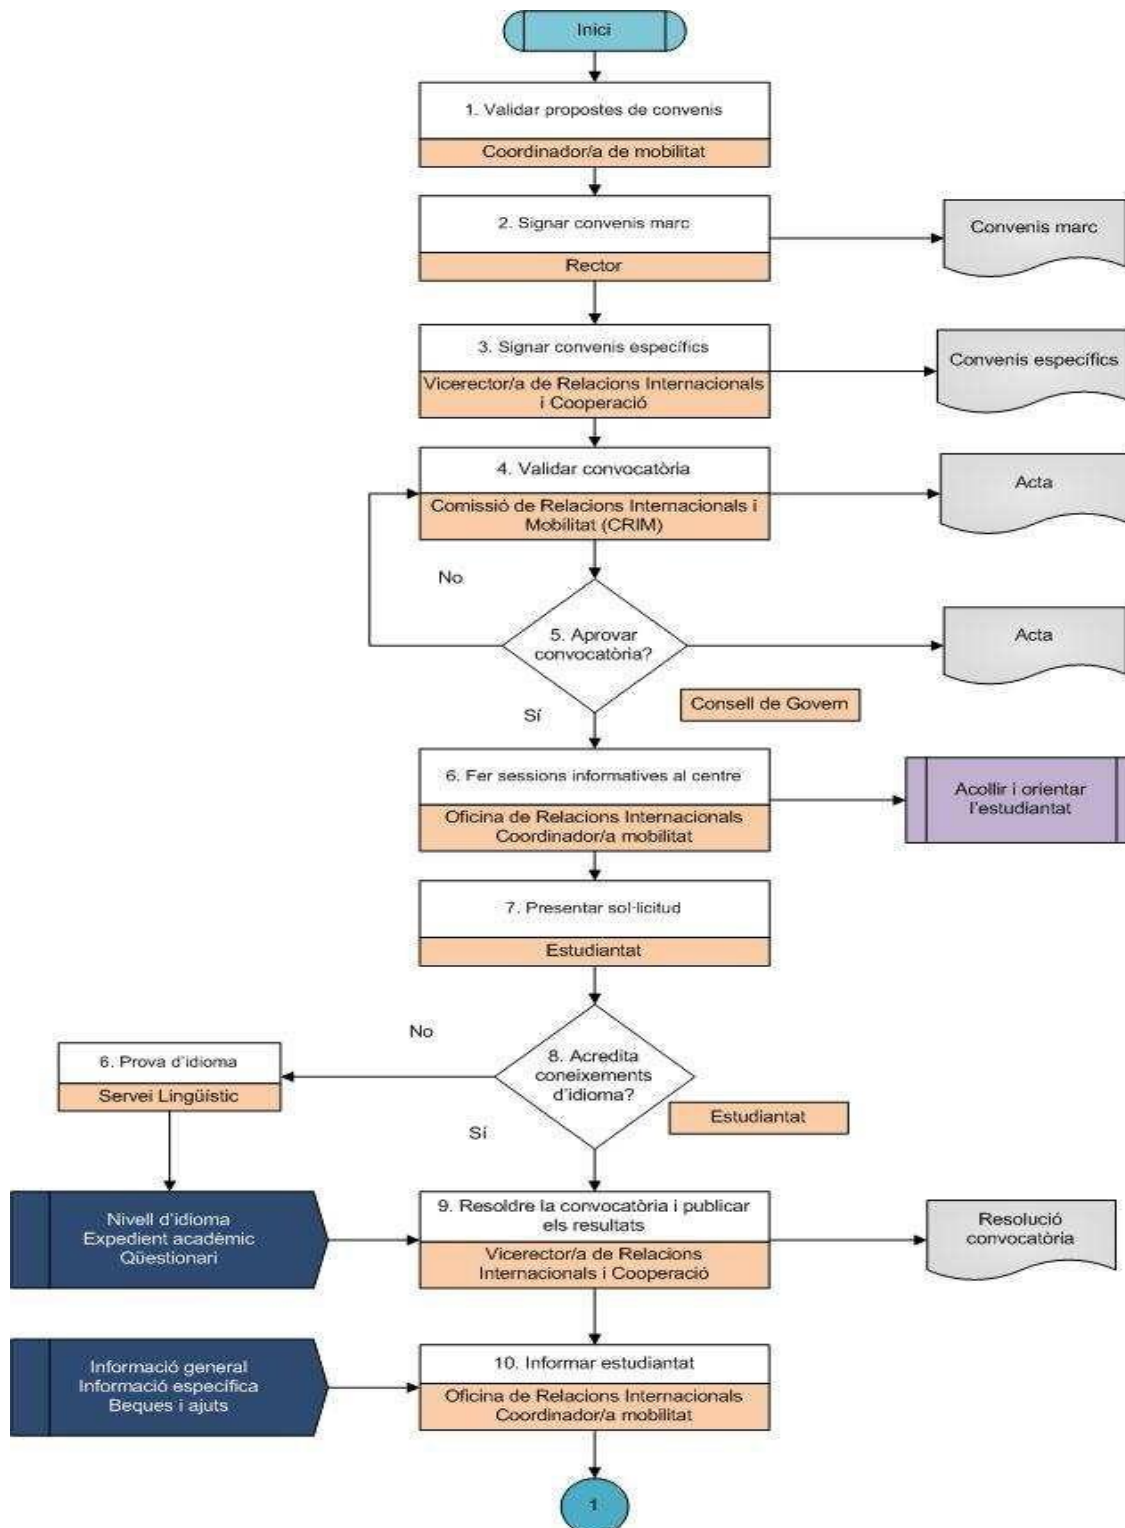 Inici
1. Validar propostes de convenis
Coordinador/a de mobilitat
2. Signar convenis marc
Rector
Convenis marc
3. Signar convenis específics
Vicerector/a de Relacions Internacionals
i Cooperació
Convenis específics
4. Validar convocatòria
Comissió de Relacions Internacionals i
Mobilitat (CRIM)
Acta
No
5. Aprovar
convocatòria?
Acta
Consell de Govern
Sí
6. Fer sessions informatives al centre
Oficina de Relacions Internacionals
Coordinador/a mobilitat
Acollir i orientar
l'estudiantat
7. Presentar sol·licitud
Estudiantat
No
8. Acredita
coneixements
d'idioma?
6. Prova d'idioma
Servei Lingüístic
Estudiantat
Sí
Nivell d'idioma
Expedient acadèmic
Qüestionari
9. Resoldre la convocatòria i publicar
els resultats
Vicerector/a de Relacions
Internacionals i Cooperació
Resolució
convocatòria
Informació general
Informació específica
Beques i ajuts
10. Informar estudiantat
Oficina de Relacions Internacionals
Coordinador/a mobilitat
1